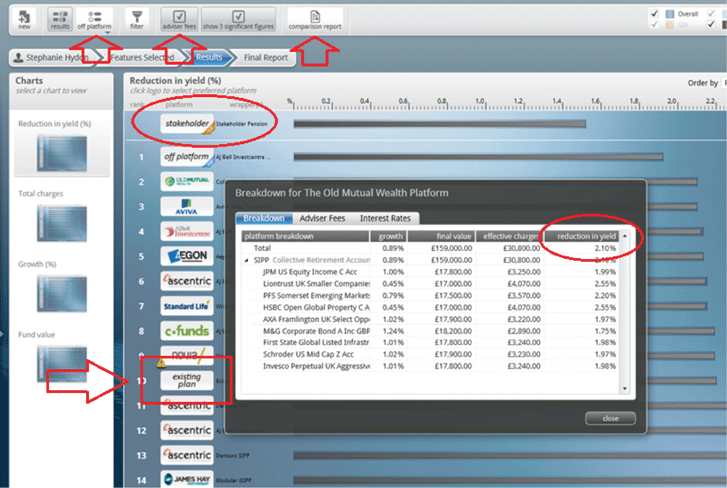 new
results
off platform
filter
adviser fees
show 3 significant figures
comparison report
Overall
Stephanie Hydon
Features Selected
Results
Final Report
Charts
select a chart to view
Reduction in yield (%)
Total charges
Growth (%)
Fund value
Reduction in yield (%)
click logo to select preferred platform
Order by
rank platform wrapper(s)
%, 0.2, 0.4, 0.6, 0.8, 1.0, 1.2, 1.4, 1.6, 1.8, 2.0, 2.2,
stakeholder Stakeholder Pension
1 off platform AJ Bell Investcentre ...
2 OLDMUTUAL WEALTH
3 AVIVA
4 AJBell Investcentre
5 AEGON
6 ascentric
7 Standard Life
8 c·funds
9
10 existing plan
11 ascentric
12 ascentric
13 ascentric Dentons SIPP
14 JAMES HAY Modular iSIPP
Breakdown for The Old Mutual Wealth Platform
Breakdown Adviser Fees Interest Rates
platform breakdown growth final value effective charges reduction in yield
Total 0.89% £159,000.00 £30,800.00 2.10%
SIPP Collective Retirement Accoun 0.89% £159,000.00 £30,800.00 2.10%
JPM US Equity Income C Acc 1.00% £17,800.00 £3,250.00 1.99%
Liontrust UK Smaller Companies 0.45% £17,000.00 £4,070.00 2.55%
PFS Somerset Emerging Markets 0.79% £17,500.00 £3,570.00 2.20%
HSBC Open Global Property C A 0.45% £17,000.00 £4,070.00 2.55%
AXA Framlington UK Select Opp 1.02% £17,900.00 £3,220.00 1.97%
M&G Corporate Bond A Inc GBP 1.24% £18,200.00 £2,890.00 1.75%
First State Global Listed Infrastr 1.01% £17,800.00 £3,240.00 1.98%
Schroder US Mid Cap Z Acc 1.02% £17,900.00 £3,230.00 1.97%
Invesco Perpetual UK Aggressive 1.01% £17,800.00 £3,240.00 1.98%
close